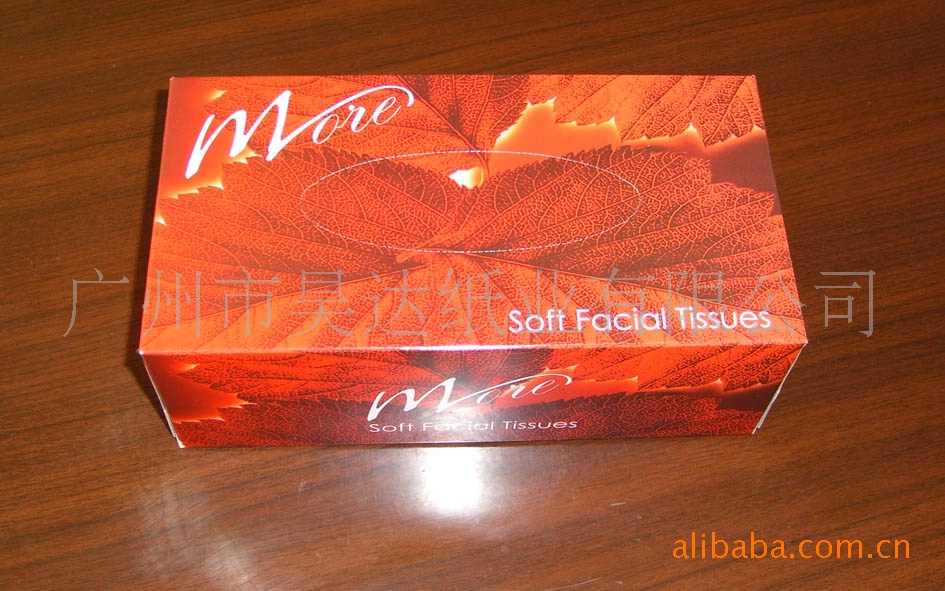 More
广州市昊达纸业有限公司
Soft Facial Tissues
More
Soft Facial Tissues
alibaba.com.cn